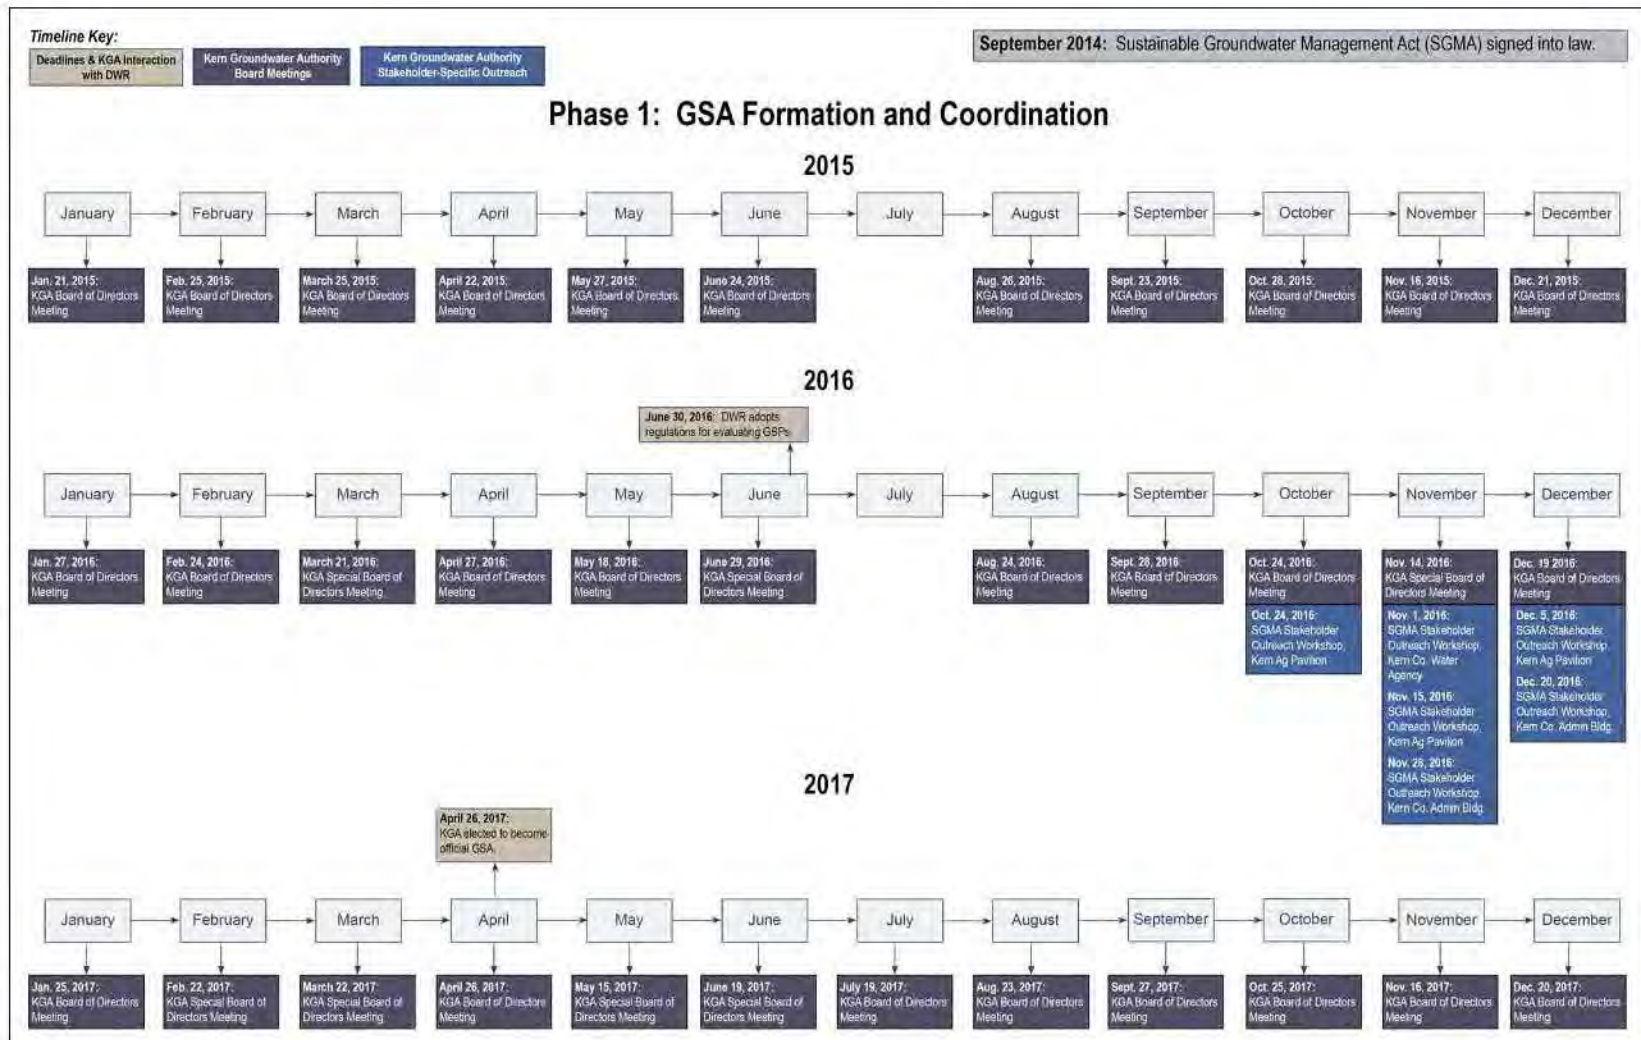 Timeline Key:
Deadlines & KGA Interaction
with DWR
Kern Groundwater Authority
Board Meetings
Kern Groundwater Authority
Stakeholder-Specific Outreach
September 2014: Sustainable Groundwater Management Act (SGMA) signed into law.
Phase 1: GSA Formation and Coordination
2015
January
February
March
April
May
June
July
August
September
October
November
December
Jan. 21, 2015:
KGA Board of Directors
Meeting
Feb. 25, 2015:
KGA Board of Directors
Meeting
March 25, 2015:
KGA Board of Directors
Meeting
April 22, 2015:
KGA Board of Directors
Meeting
May 27, 2015:
KGA Board of Directors
Meeting
June 24, 2015:
KGA Board of Directors
Meeting
Aug. 26, 2015:
KGA Board of Directors
Meeting
Sept. 23, 2015:
KGA Board of Directors
Meeting
Oct. 28, 2015:
KGA Board of Directors
Meeting
Nov. 16, 2015:
KGA Board of Directors
Meeting
Dec. 21, 2015:
KGA Board of Directors
Meeting
2016
June 30, 2016: DWR adopts
regulations for evaluating GSPs
January
February
March
April
May
June
July
August
September
October
November
December
Jan. 27, 2016:
KGA Board of Directors
Meeting
Feb. 24, 2016:
KGA Board of Directors
Meeting
March 21, 2016:
KGA Special Board of
Directors Meeting
April 27, 2016:
KGA Board of Directors
Meeting
May 18, 2016:
KGA Board of Directors
Meeting
June 29, 2016:
KGA Special Board of
Directors Meeting
Aug. 24, 2016:
KGA Board of Directors
Meeting
Sept. 28, 2016:
KGA Board of Directors
Meeting
Oct. 24, 2016:
KGA Board of Directors
Meeting
Oct. 24, 2016:
SGMA Stakeholder
Outreach Workshop,
Kern Ag Pavilion
Nov. 14, 2016:
KGA Special Board of
Directors Meeting
Nov. 1, 2016:
SGMA Stakeholder
Outreach Workshop,
Kern Co. Water
Agency
Nov. 15, 2016:
SGMA Stakeholder
Outreach Workshop,
Kern Ag Pavilion
Nov. 28, 2016:
SGMA Stakeholder
Outreach Workshop,
Kern Co. Admin Bldg.
Dec. 19 2016:
KGA Board of Directors
Meeting
Dec. 5, 2016:
SGMA Stakeholder
Outreach Workshop,
Kern Ag Pavilion
Dec. 20, 2016:
SGMA Stakeholder
Outreach Workshop,
Kern Co. Admin Bldg.
2017
April 26, 2017:
KGA elected to become
official GSA
January
February
March
April
May
June
July
August
September
October
November
December
Jan. 25, 2017:
KGA Board of Directors
Meeting
Feb. 22, 2017:
KGA Special Board of
Directors Meeting
March 22, 2017:
KGA Special Board of
Directors Meeting
April 26, 2017:
KGA Board of Directors
Meeting
May 15, 2017:
KGA Special Board of
Directors Meeting
June 19, 2017:
KGA Special Board of
Directors Meeting
July 19, 2017:
KGA Board of Directors
Meeting
Aug. 23, 2017:
KGA Board of Directors
Meeting
Sept. 27, 2017:
KGA Board of Directors
Meeting
Oct. 25, 2017:
KGA Board of Directors
Meeting
Nov. 16, 2017:
KGA Board of Directors
Meeting
Dec. 20, 2017:
KGA Board of Directors
Meeting